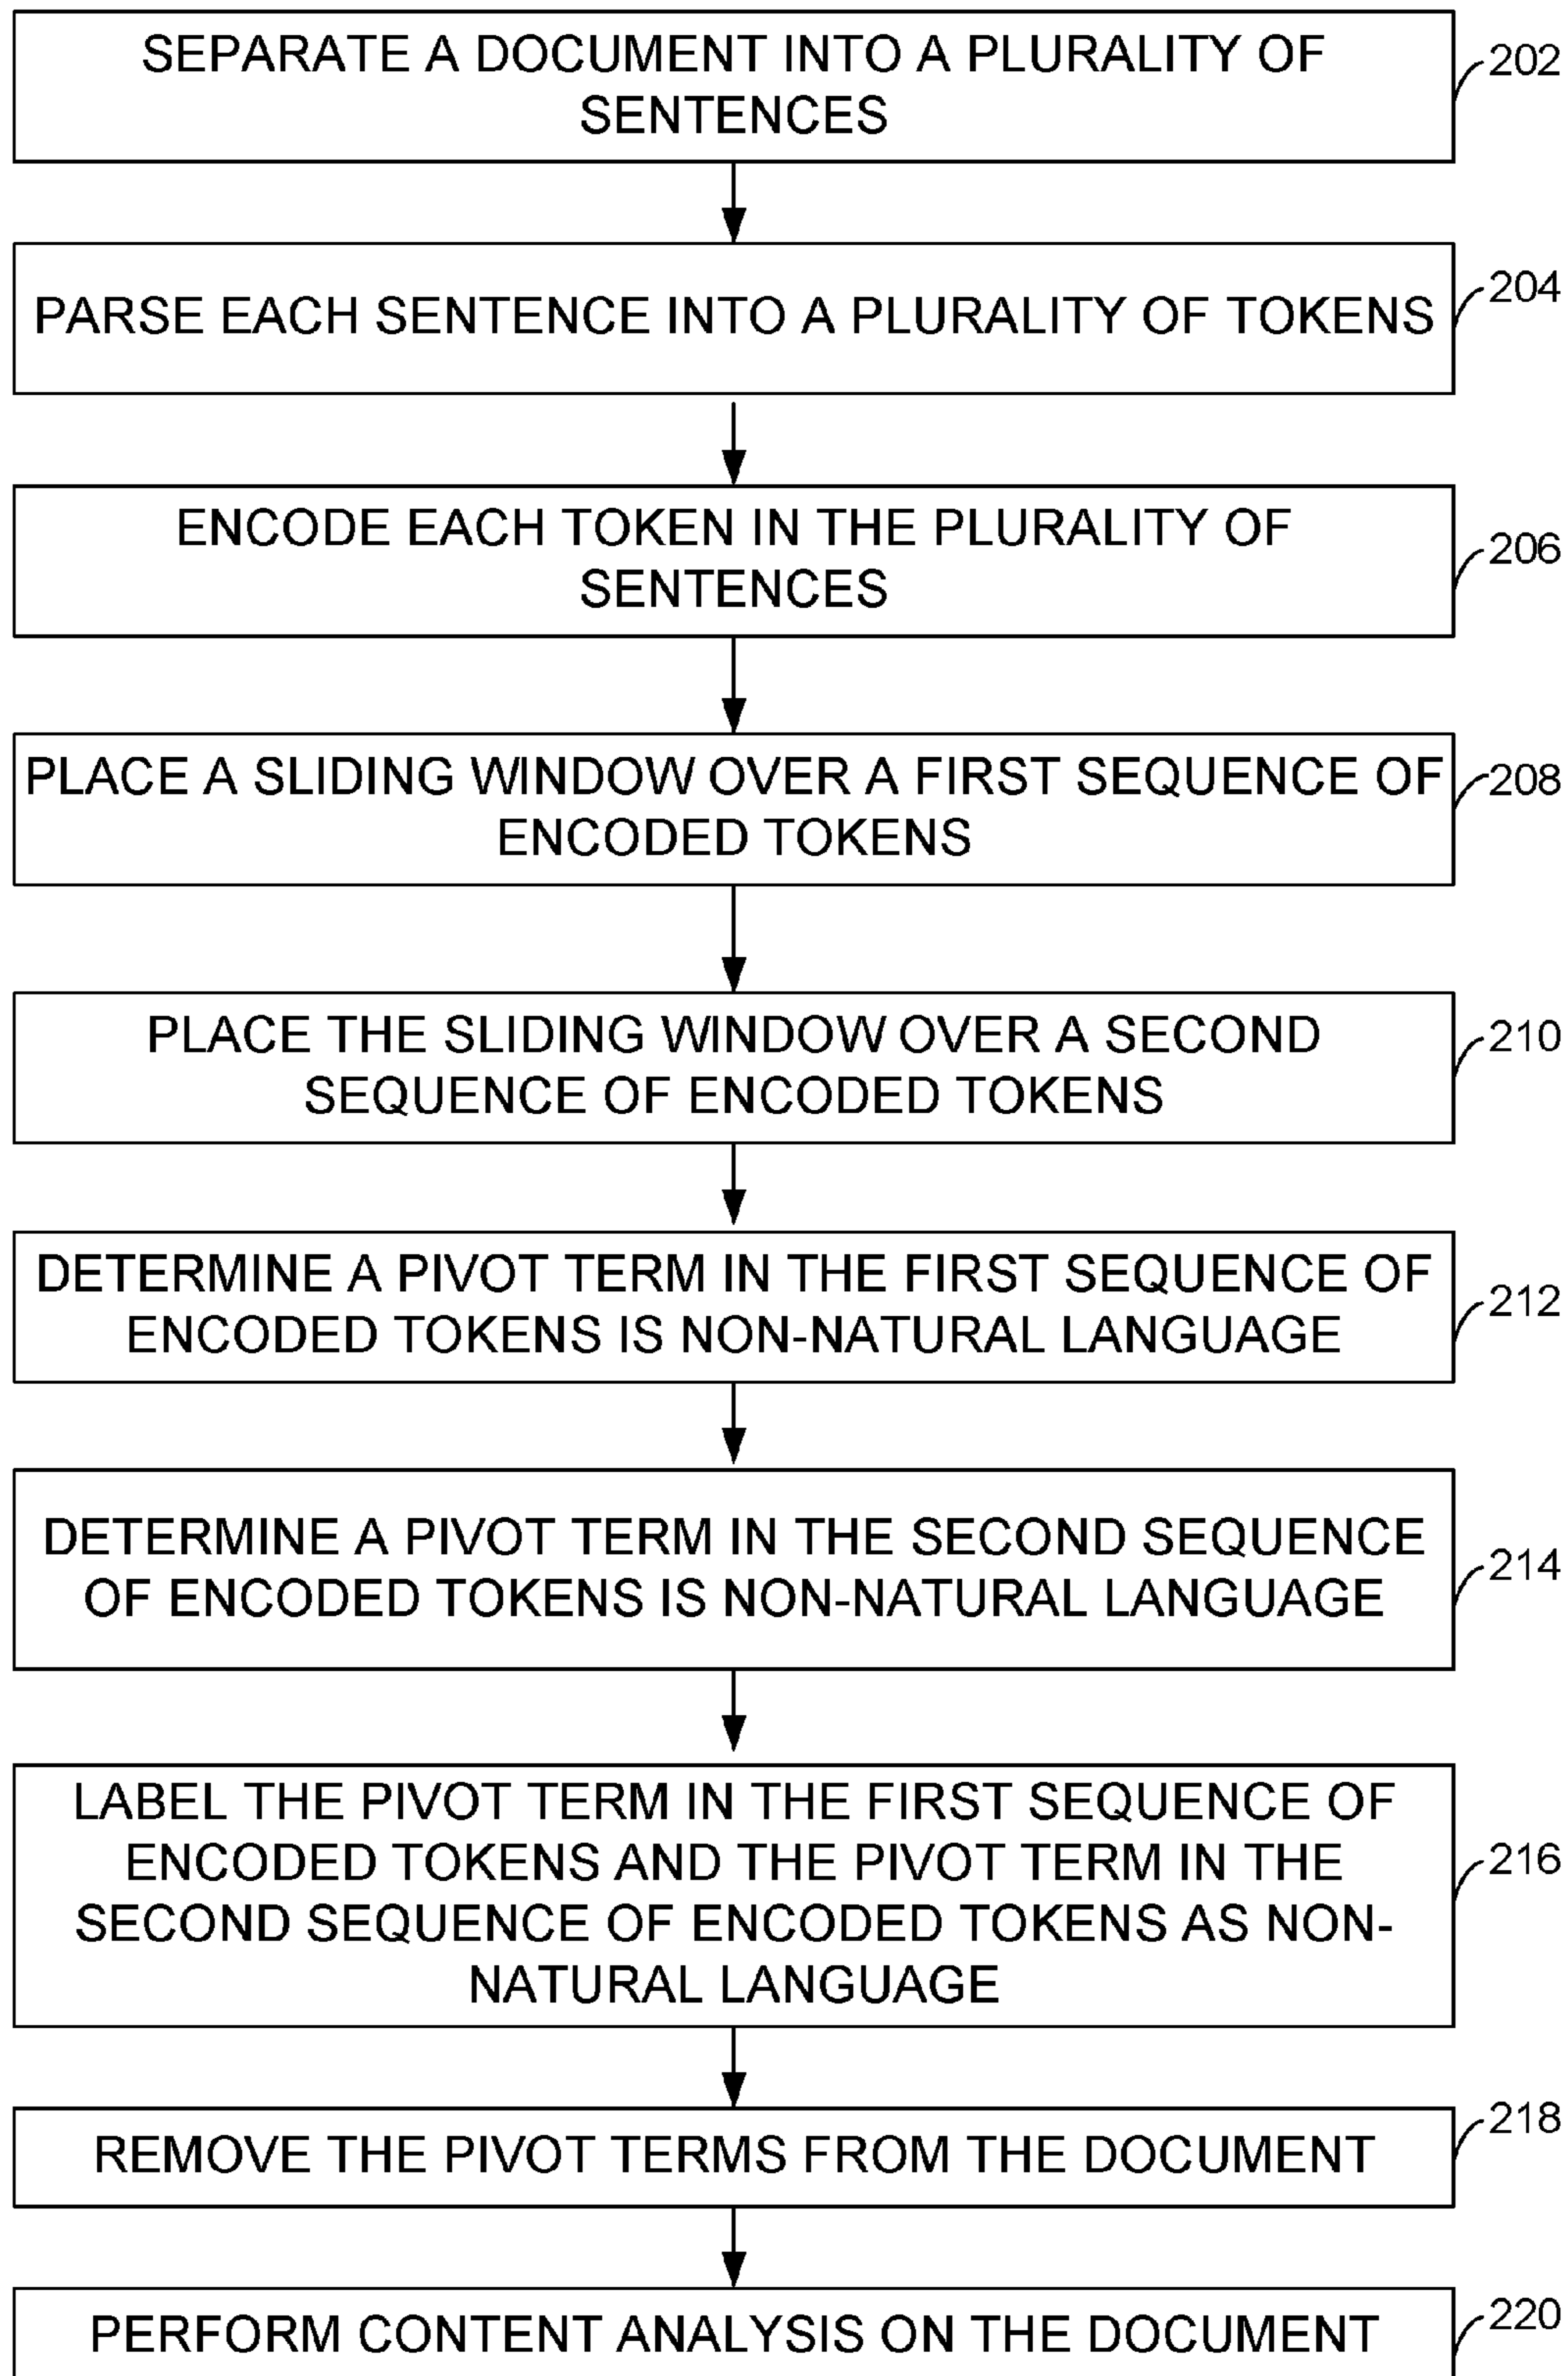 SEPARATE A DOCUMENT INTO A PLURALITY OF
SENTENCES
202
PARSE EACH SENTENCE INTO A PLURALITY OF TOKENS
204
ENCODE EACH TOKEN IN THE PLURALITY OF
SENTENCES
206
PLACE A SLIDING WINDOW OVER A FIRST SEQUENCE OF
ENCODED TOKENS
208
PLACE THE SLIDING WINDOW OVER A SECOND
SEQUENCE OF ENCODED TOKENS
210
DETERMINE A PIVOT TERM IN THE FIRST SEQUENCE OF
ENCODED TOKENS IS NON-NATURAL LANGUAGE
212
DETERMINE A PIVOT TERM IN THE SECOND SEQUENCE
OF ENCODED TOKENS IS NON-NATURAL LANGUAGE
214
LABEL THE PIVOT TERM IN THE FIRST SEQUENCE OF
ENCODED TOKENS AND THE PIVOT TERM IN THE
SECOND SEQUENCE OF ENCODED TOKENS AS NON-
NATURAL LANGUAGE
216
REMOVE THE PIVOT TERMS FROM THE DOCUMENT
218
PERFORM CONTENT ANALYSIS ON THE DOCUMENT
220